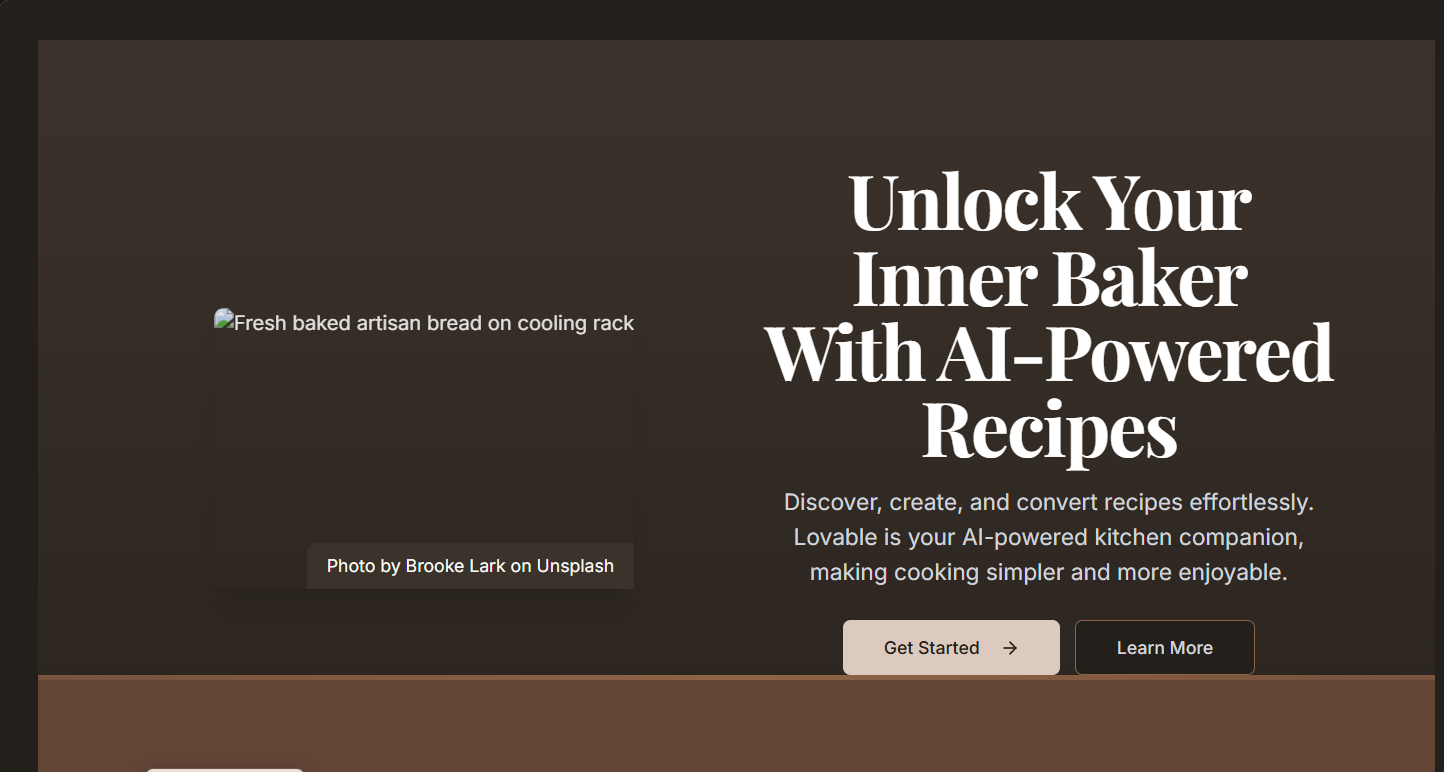 Fresh baked artisan bread on cooling rack
Photo by Brooke Lark on Unsplash
Unlock Your
Inner Baker
With AI-Powered
Recipes
Discover, create, and convert recipes effortlessly.
Lovable is your AI-powered kitchen companion,
making cooking simpler and more enjoyable.
Get Started →
Learn More